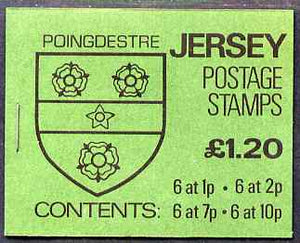 POINGDESTRE
JERSEY
POSTAGE
STAMPS
£1.20
6 at 1p • 6 at 2p
CONTENTS: 6 at 7p • 6 at 10p